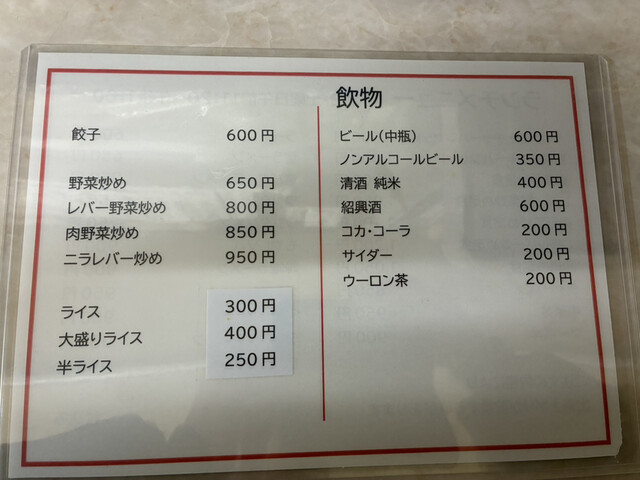 餃子 600円
野菜炒め 650円
レバー野菜炒め 800円
肉野菜炒め 850円
ニラレバー炒め 950円
ライス 300円
大盛りライス 400円
半ライス 250円
飲物
ビール(中瓶) 600円
ノンアルコールビール 350円
清酒 純米 400円
紹興酒 600円
コカ・コーラ 200円
サイダー 200円
ウーロン茶 200円